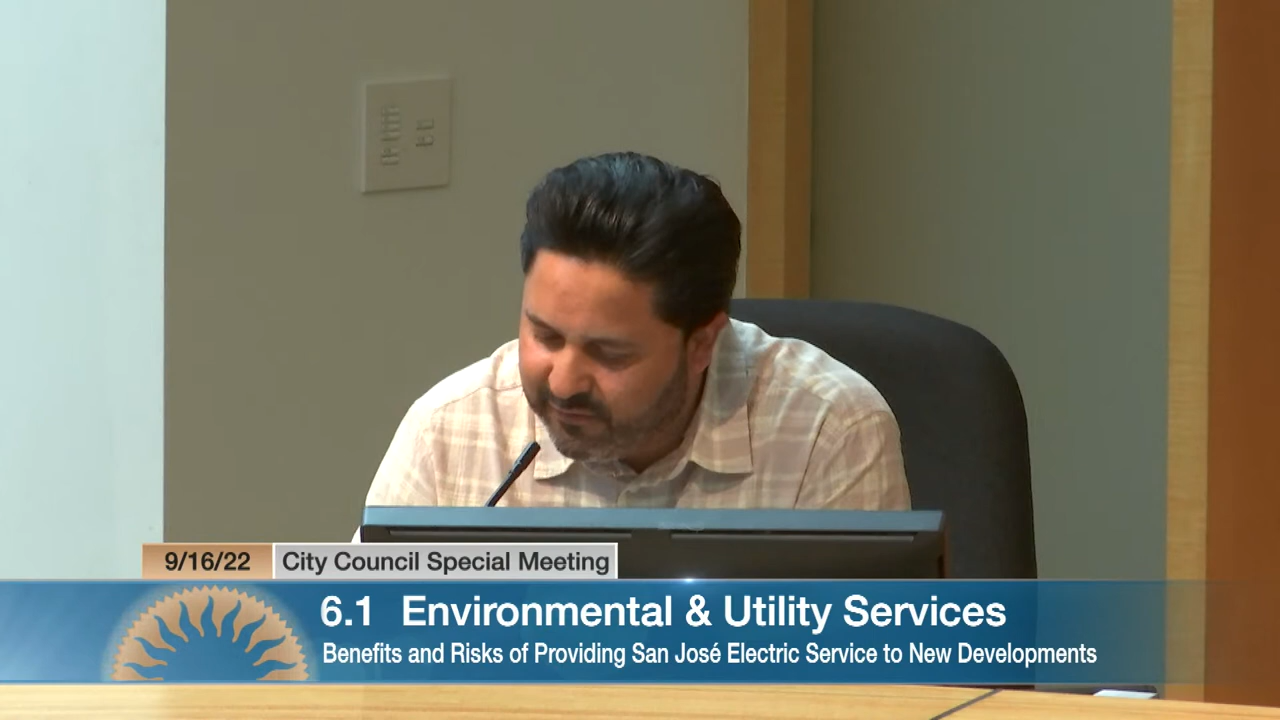 9/16/22 City Council Special Meeting
6.1 Environmental & Utility Services
Benefits and Risks of Providing San José Electric Service to New Developments